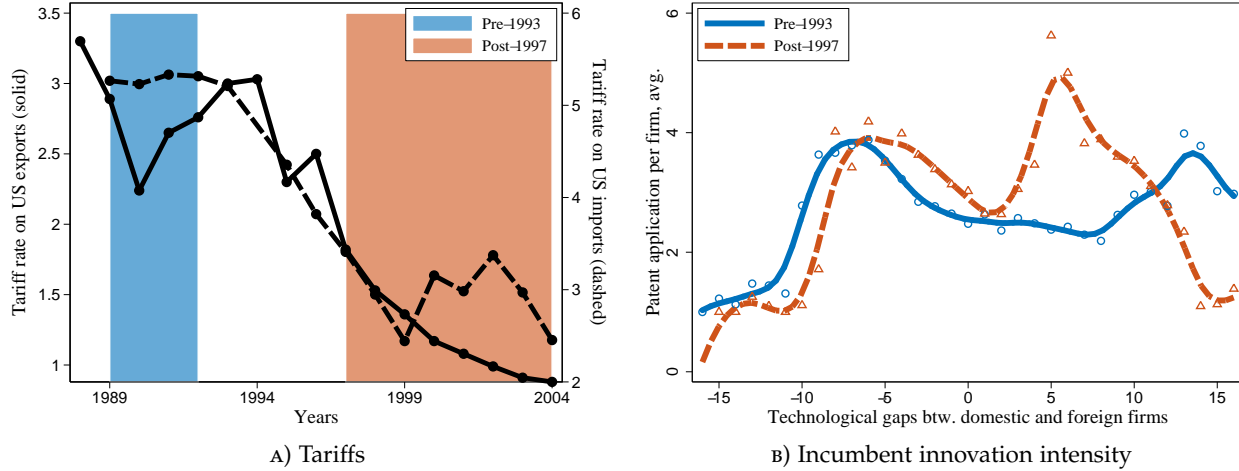 3.5
3
2.5
2
1.5
1
Tariff rate on US exports (solid)
6
5
4
3
2
Tariff rate on US imports (dashed)
Pre–1993
Post–1997
1989
1994
1999
2004
Years
A) Tariffs
6
4
2
0
Patent application per firm, avg.
Pre–1993
Post–1997
−15
−10
−5
0
5
10
15
Technological gaps btw. domestic and foreign firms
B) Incumbent innovation intensity